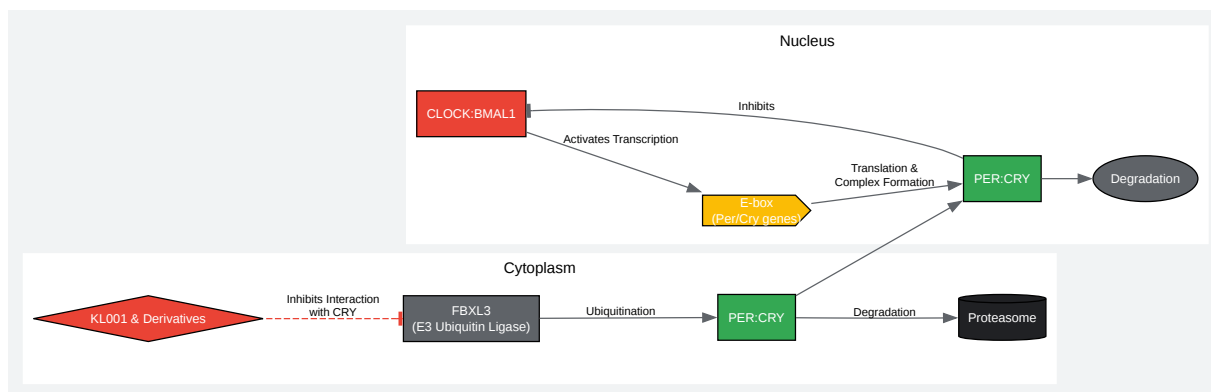 Nucleus
CLOCK:BMAL1
Inhibits
Activates Transcription
E-box
(Per/Cry genes)
Translation &
Complex Formation
PER:CRY
Degradation
Cytoplasm
KL001 & Derivatives
Inhibits Interaction
with CRY
FBXL3
(E3 Ubiquitin Ligase)
Ubiquitination
PER:CRY
Degradation
Proteasome